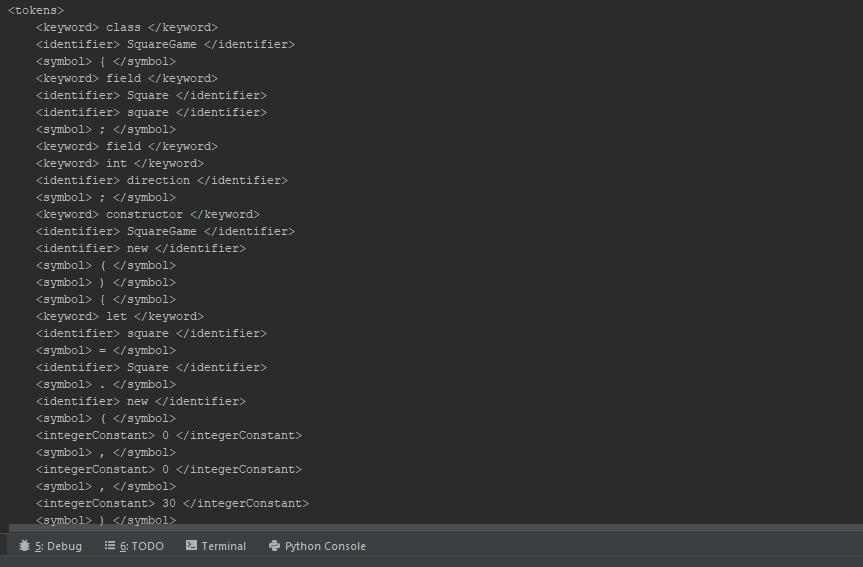 <tokens>
<keyword> class </keyword>
<identifier> SquareGame </identifier>
<symbol> { </symbol>
<keyword> field </keyword>
<identifier> Square </identifier>
<identifier> square </identifier>
<symbol> ; </symbol>
<keyword> field </keyword>
<keyword> int </keyword>
<identifier> direction </identifier>
<symbol> ; </symbol>
<keyword> constructor </keyword>
<identifier> SquareGame </identifier>
<identifier> new </identifier>
<symbol> ( </symbol>
<symbol> ) </symbol>
<symbol> { </symbol>
<keyword> let </keyword>
<identifier> square </identifier>
<symbol> = </symbol>
<identifier> Square </identifier>
<symbol> . </symbol>
<identifier> new </identifier>
<symbol> ( </symbol>
<integerConstant> 0 </integerConstant>
<symbol> , </symbol>
<integerConstant> 0 </integerConstant>
<symbol> , </symbol>
<integerConstant> 30 </integerConstant>
<symbol> ) </symbol>
5: Debug 6: TODO Terminal Python Console